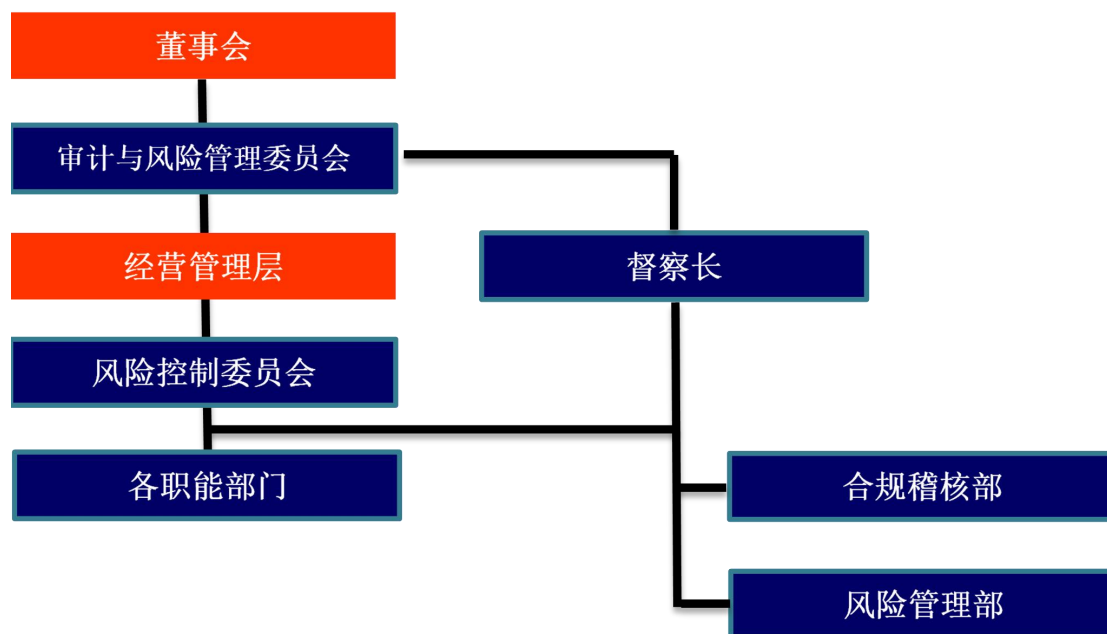 董事会
审计与风险管理委员会
经营管理层
督察长
风险控制委员会
各职能部门
合规稽核部
风险管理部